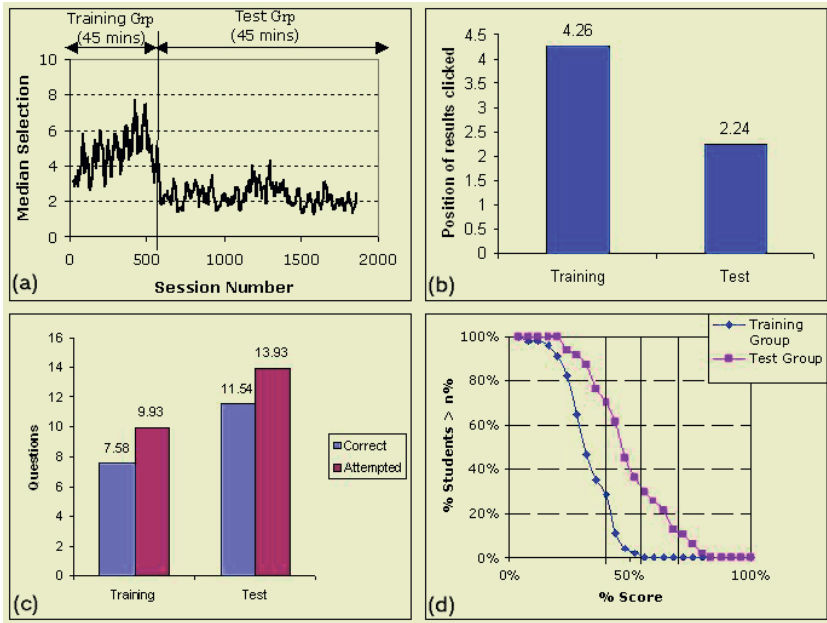 Training Grp
(45 mins)
Test Grp
(45 mins)
10
8
6
4
2
0
Median Selection
0 500 1000 1500 2000
Session Number
(a)
4.5
4
3.5
3
2.5
2
1.5
1
0.5
0
Position of results clicked
4.26
2.24
Training Test
(b)
16
14
12
10
8
6
4
2
0
Questions
7.58
9.93
11.54
13.93
Training Test
Correct
Attempted
(c)
Training
Group
Test Group
100%
80%
60%
40%
20%
0%
% Students > n%
0% 50% 100%
% Score
(d)